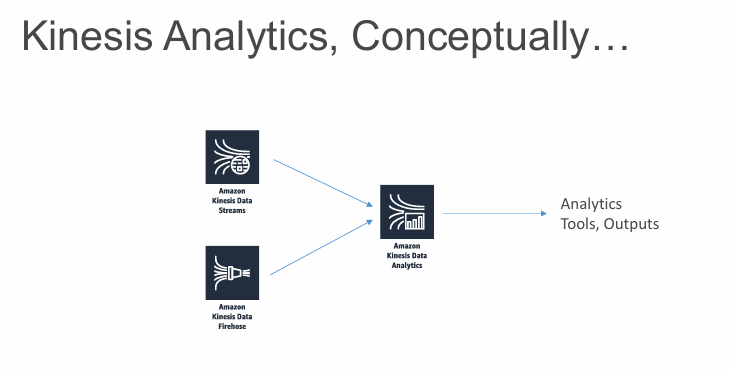 Kinesis Analytics, Conceptually…
Amazon
Kinesis Data
Streams
Amazon
Kinesis Data
Firehose
Amazon
Kinesis Data
Analytics
Analytics
Tools, Outputs